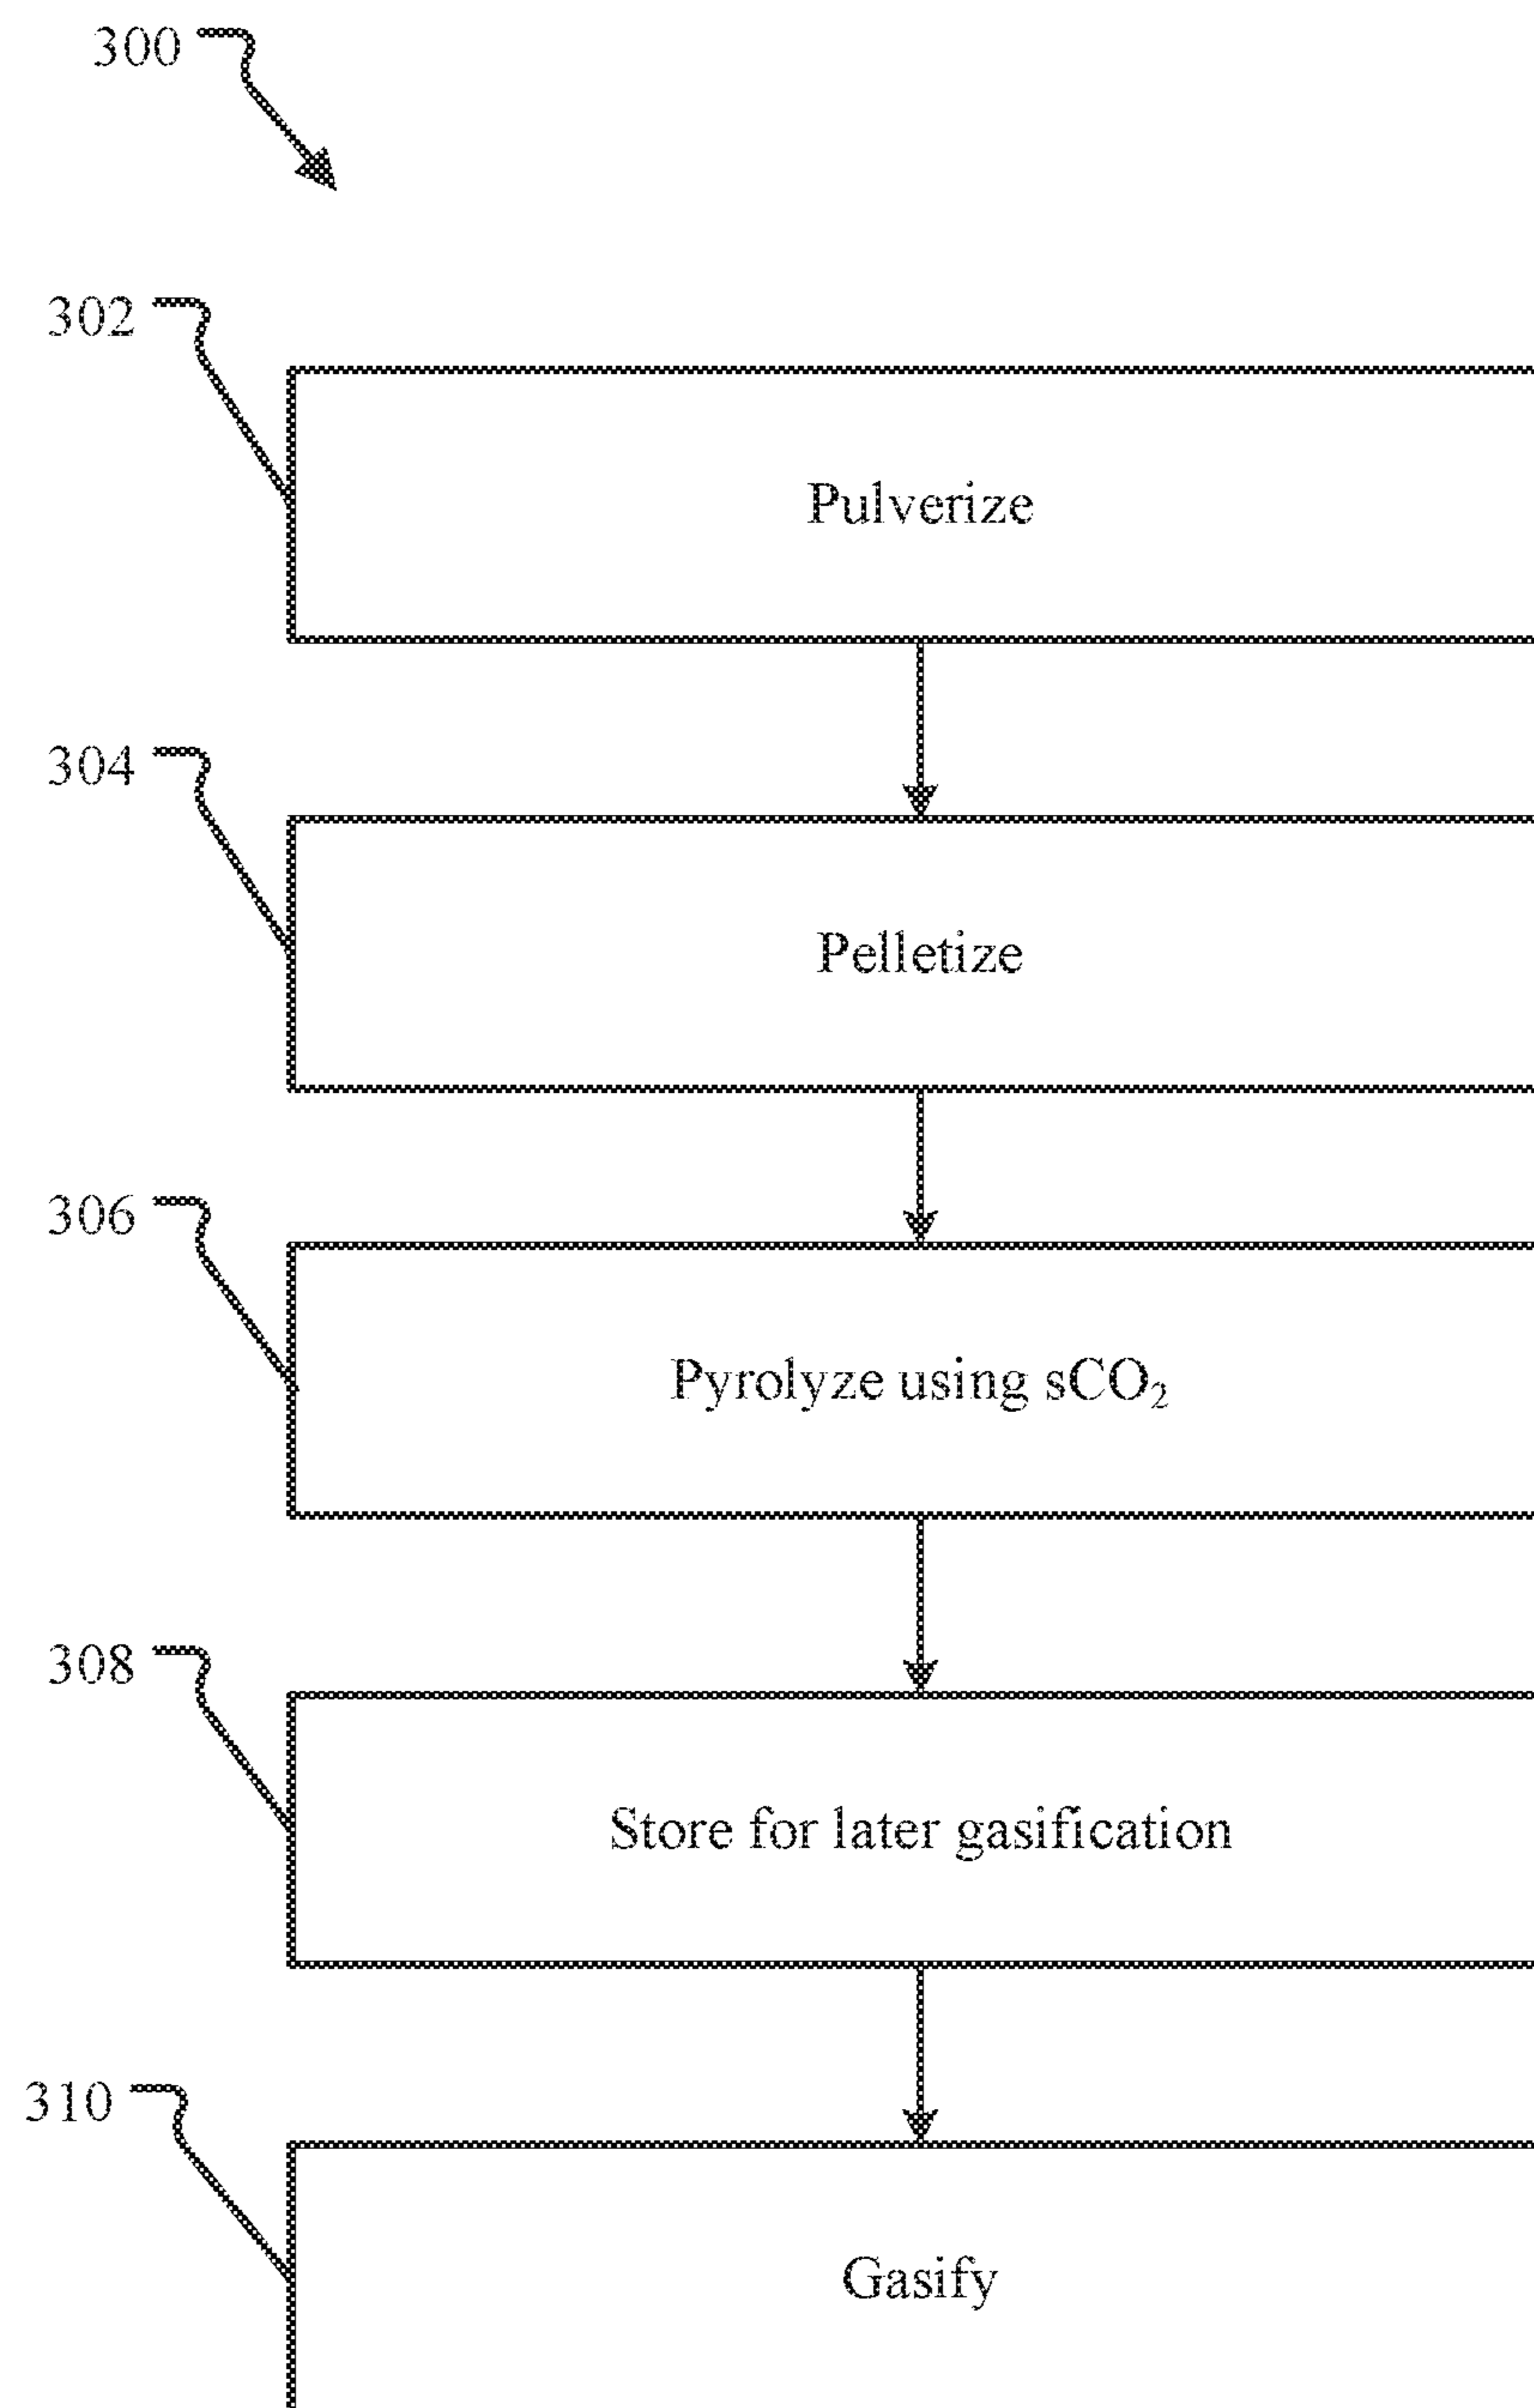 300
302
Pulverize
304
Pelletize
306
Pyrolyze using sCO₂
308
Store for later gasification
310
Gasify